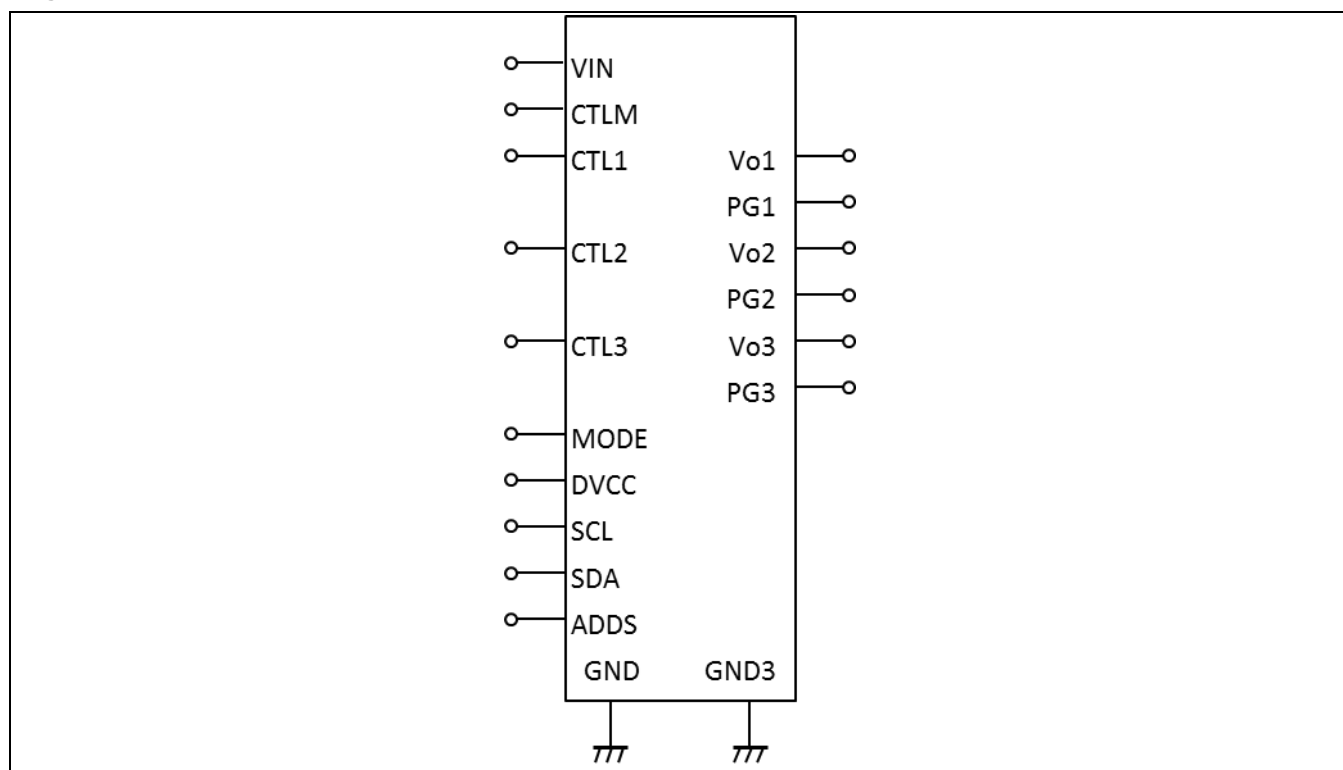 VIN
CTLM
CTL1 Vo1
PG1
CTL2 Vo2
PG2
CTL3 Vo3
PG3
MODE
DVCC
SCL
SDA
ADDS
GND GND3